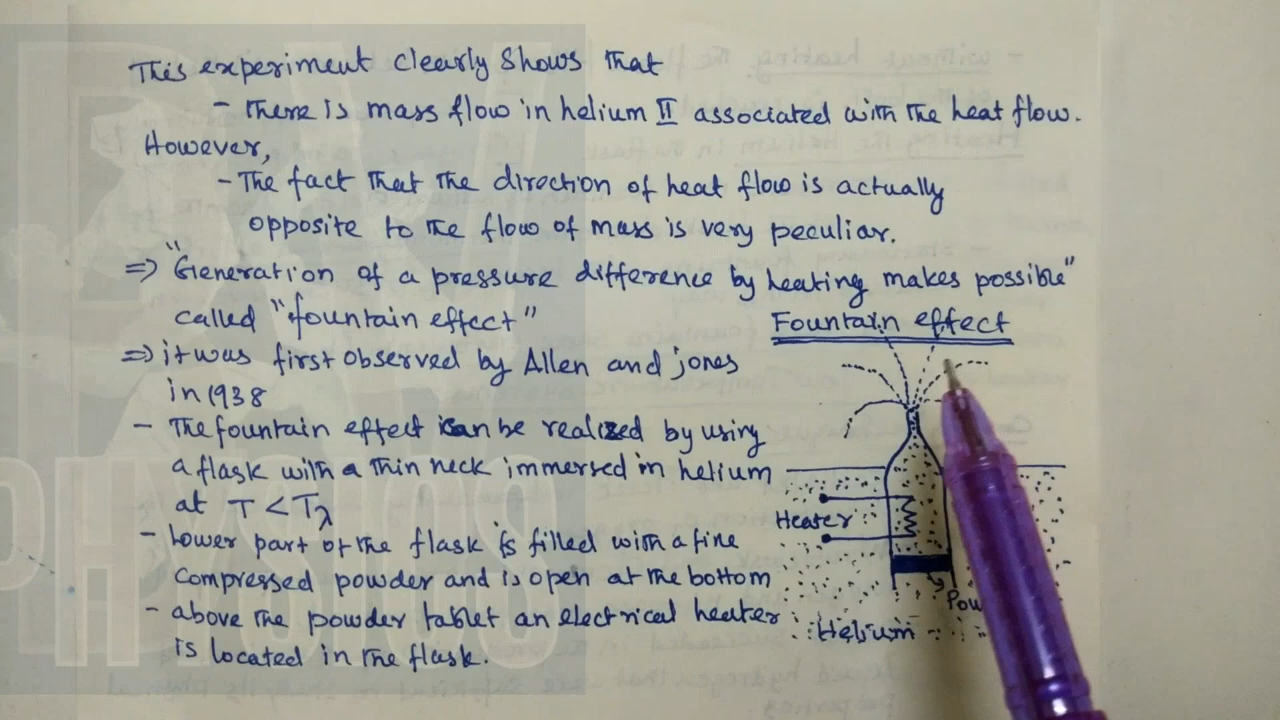 This experiment clearly shows that
- There is mass flow in helium II associated with the heat flow.
However,
- The fact that the direction of heat flow is actually
opposite to the flow of mass is very peculiar.
=> "Generation of a pressure difference by heating makes possible"
called "fountain effect"
=> it was first observed by Allen and jones
in 1938
- The fountain effect can be realized by using
a flask with a thin neck immersed in helium
at T < Tλ
- lower part of the flask is filled with a fine
compressed powder and is open at the bottom
- above the powder tablet an electrical heater
is located in the flask.
Fountain effect
Heater
Pow
Helium
PHYSICS